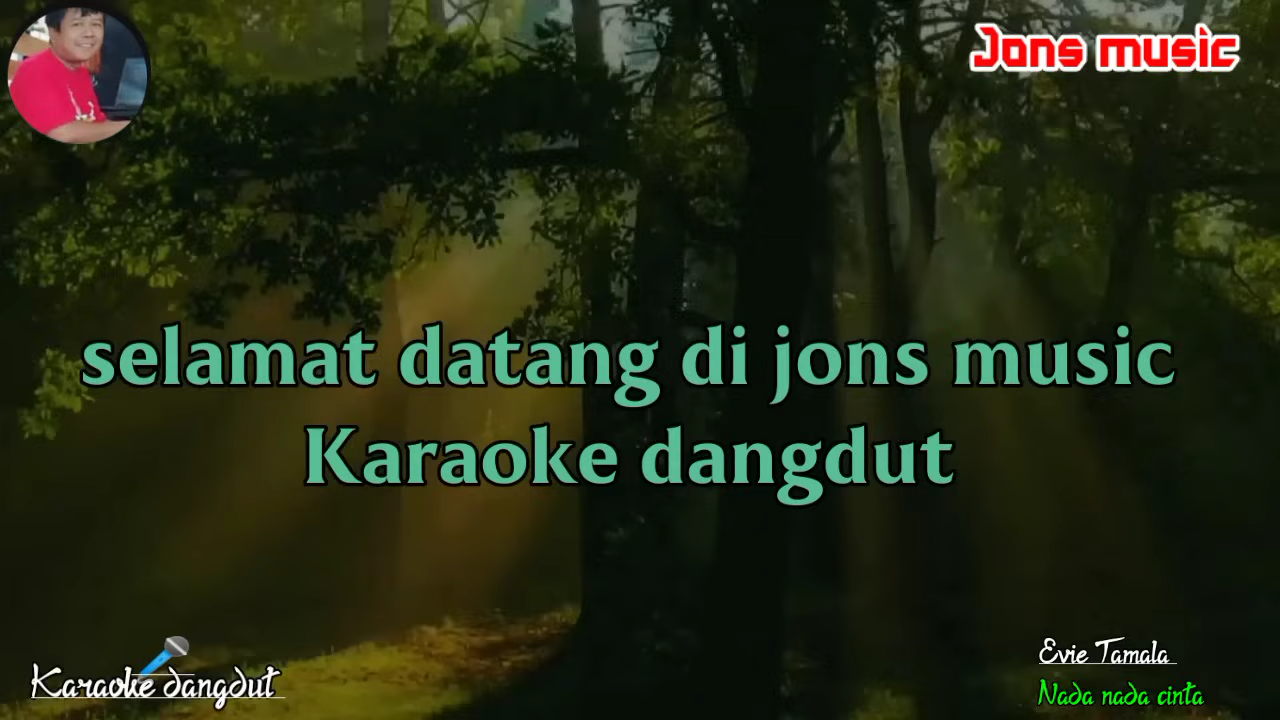 Jons music
selamat datang di jons music
Karaoke dangdut
Karaoke dangdut
Evie Tamala
Nada nada cinta